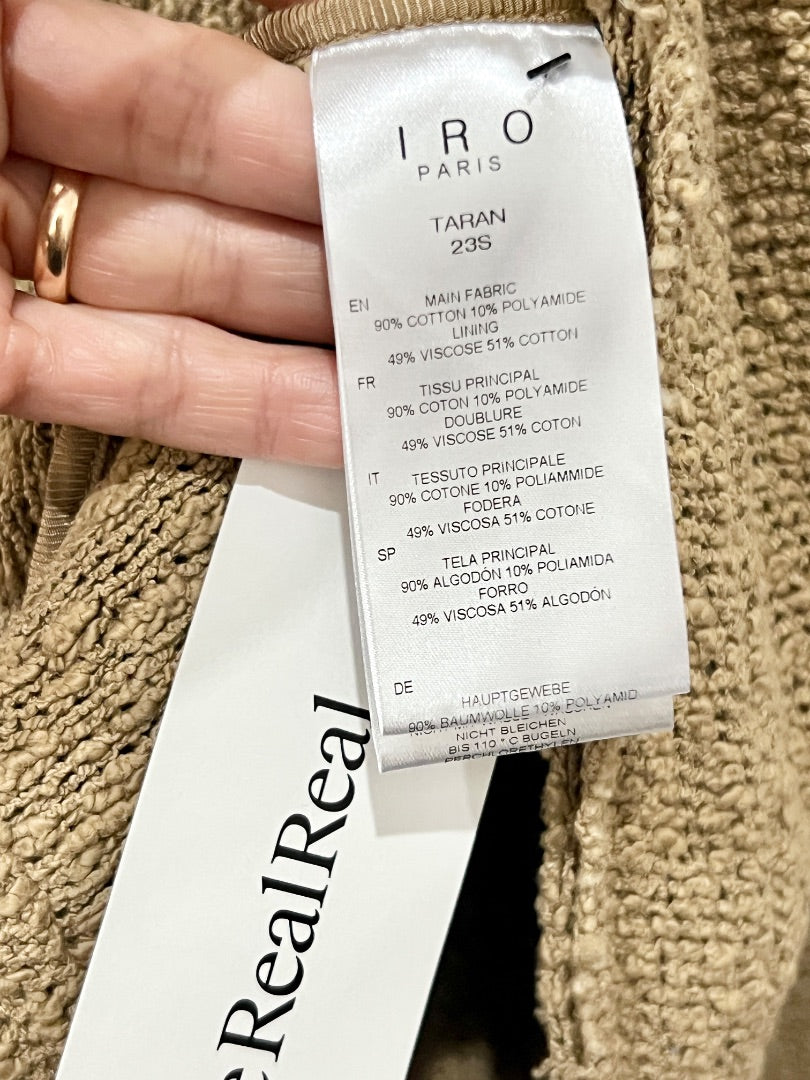 IRO
PARIS
TARAN
23S
EN
MAIN FABRIC
90% COTTON 10% POLYAMIDE
LINING
49% VISCOSE 51% COTTON
FR
TISSU PRINCIPAL
90% COTON 10% POLYAMIDE
DOUBLURE
49% VISCOSE 51% COTON
IT
TESSUTO PRINCIPALE
90% COTONE 10% POLIAMMIDE
FODERA
49% VISCOSA 51% COTONE
SP
TELA PRINCIPAL
90% ALGODÓN 10% POLIAMIDA
FORRO
49% VISCOSA 51% ALGODÓN
DE
HAUPTGEWEBE
90% BAUMWOLLE 10% POLYAMID
NICHT BLEICHEN
BIS 110 ° C BUGELN
PERCHLORETHYLEN
RealReal